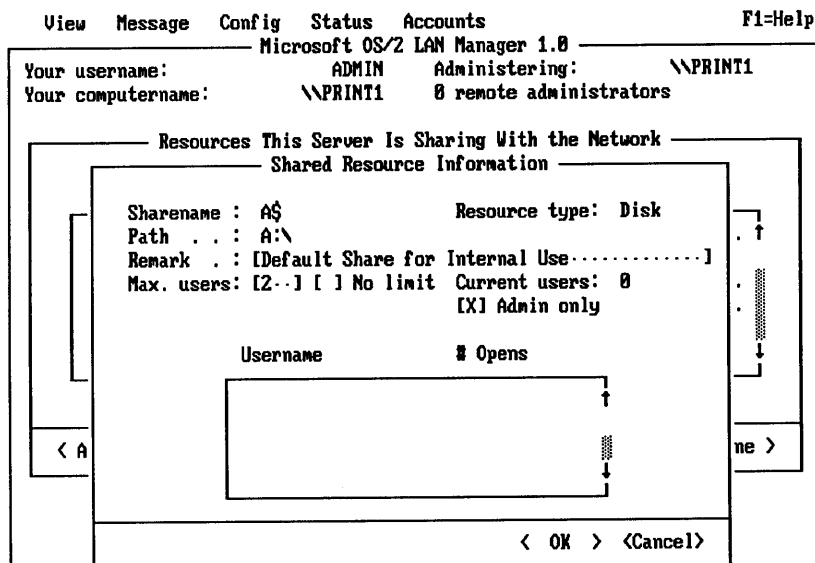 View Message Config Status Accounts F1=Help
Microsoft OS/2 LAN Manager 1.0
Your username: ADMIN Administering: \\PRINT1
Your computername: \\PRINT1 0 remote administrators
Resources This Server Is Sharing With the Network
Shared Resource Information
Sharename : A$ Resource type: Disk
Path . . : A:\
Remark . : [Default Share for Internal Use·············]
Max. users: [2··] [ ] No limit Current users: 0
[X] Admin only
Username # Opens
< A ne >
< OK > <Cancel>